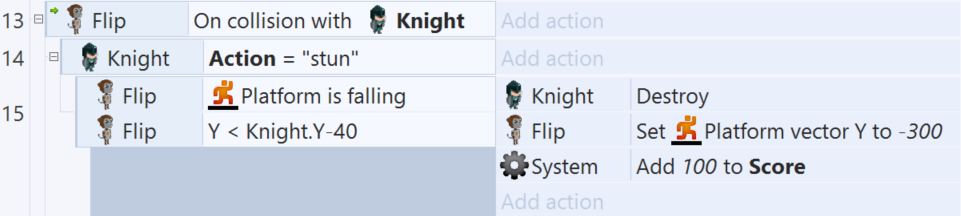 13 Flip On collision with Knight Add action
14 Knight Action = "stun" Add action
15
Flip Platform is falling Knight Destroy
Flip Y < Knight.Y-40 Flip Set Platform vector Y to -300
System Add 100 to Score
Add action